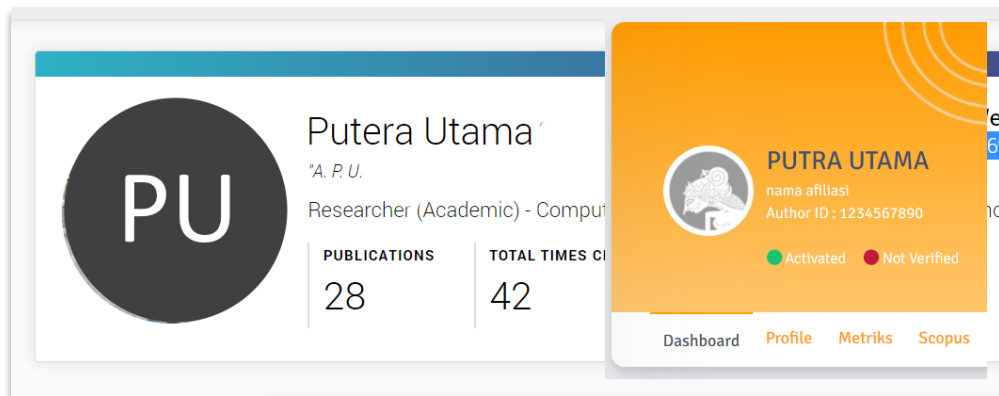 PU
Putera Utama
"A. P. U.
Researcher (Academic) - Comput
PUBLICATIONS
28
TOTAL TIMES CI
42
PUTRA UTAMA
nama afiliasi
Author ID : 1234567890
Activated
Not Verified
Dashboard Profile Metriks Scopus